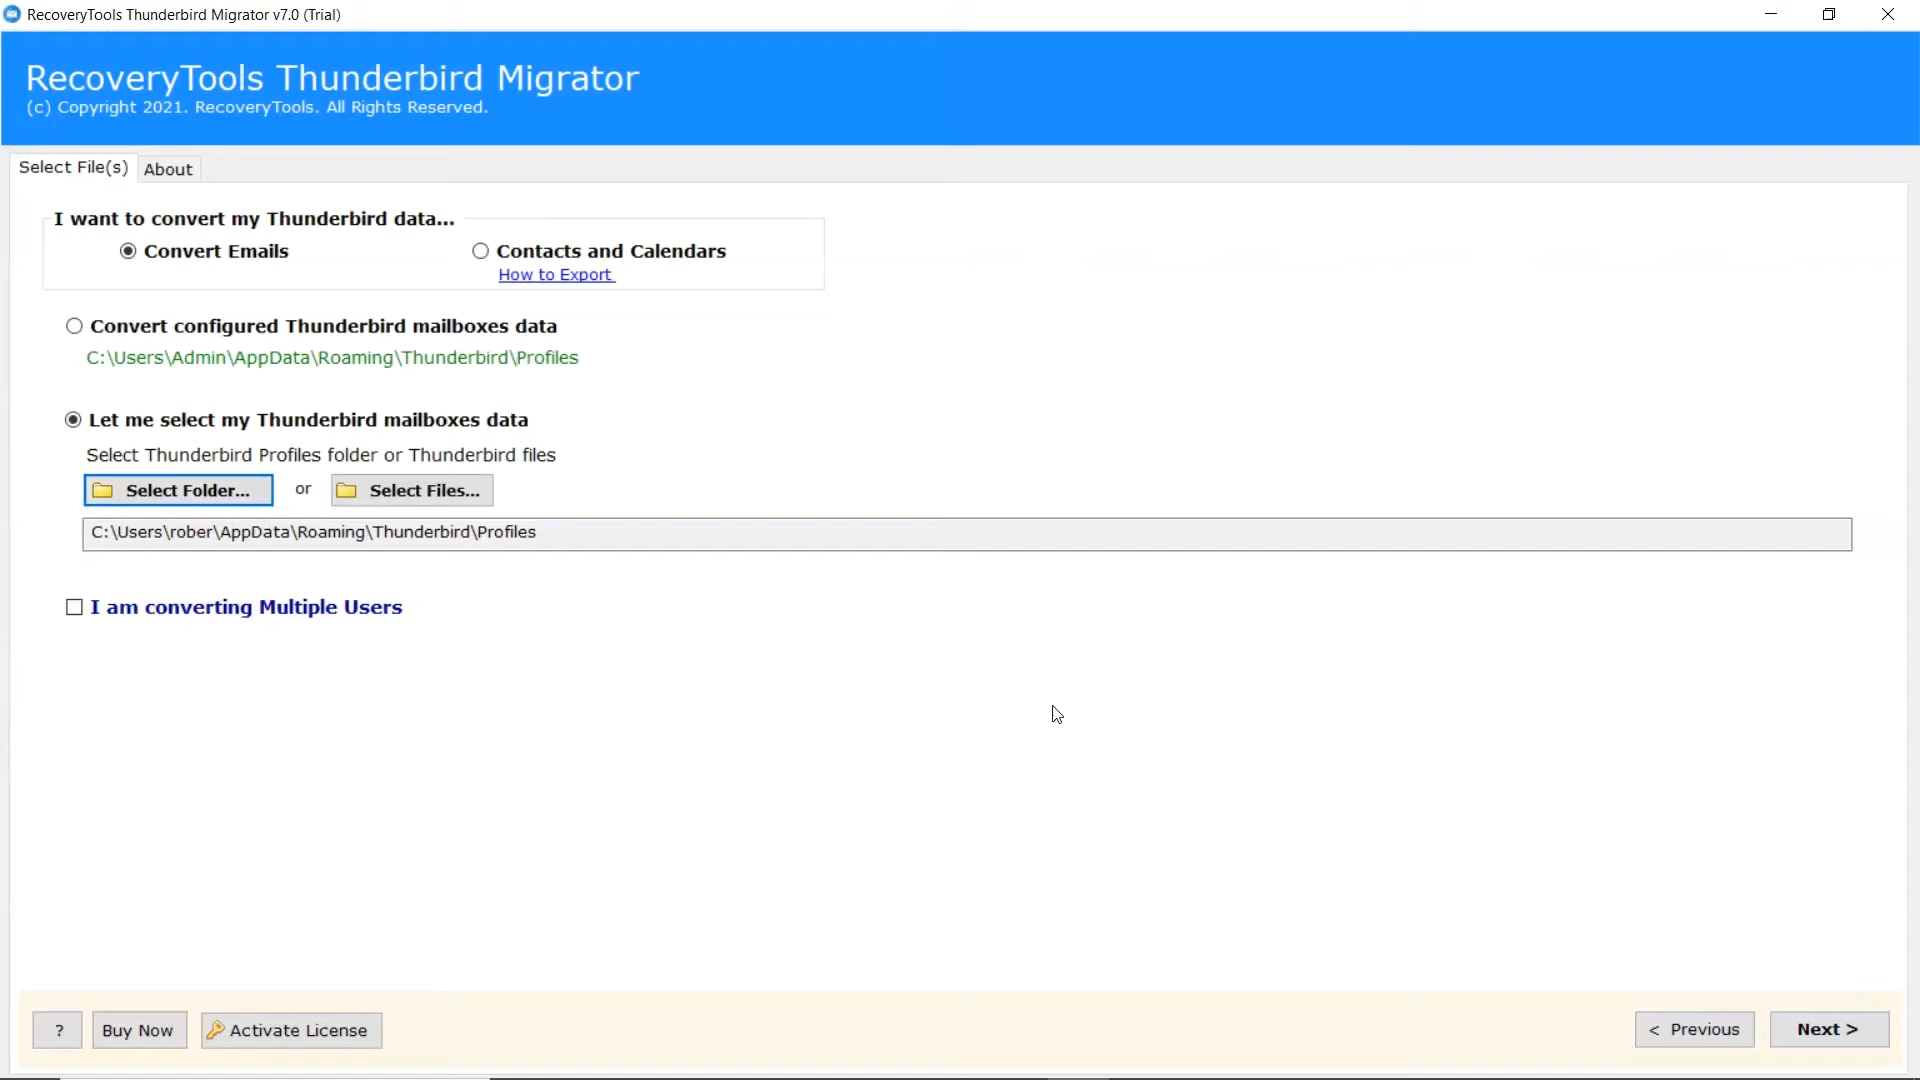 RecoveryTools Thunderbird Migrator v7.0 (Trial)
RecoveryTools Thunderbird Migrator
(c) Copyright 2021. RecoveryTools. All Rights Reserved.
Select File(s) About
I want to convert my Thunderbird data...
Convert Emails Contacts and Calendars
How to Export
Convert configured Thunderbird mailboxes data
C:\Users\Admin\AppData\Roaming\Thunderbird\Profiles
Let me select my Thunderbird mailboxes data
Select Thunderbird Profiles folder or Thunderbird files
Select Folder... or Select Files...
C:\Users\rober\AppData\Roaming\Thunderbird\Profiles
I am converting Multiple Users
? Buy Now Activate License < Previous Next >